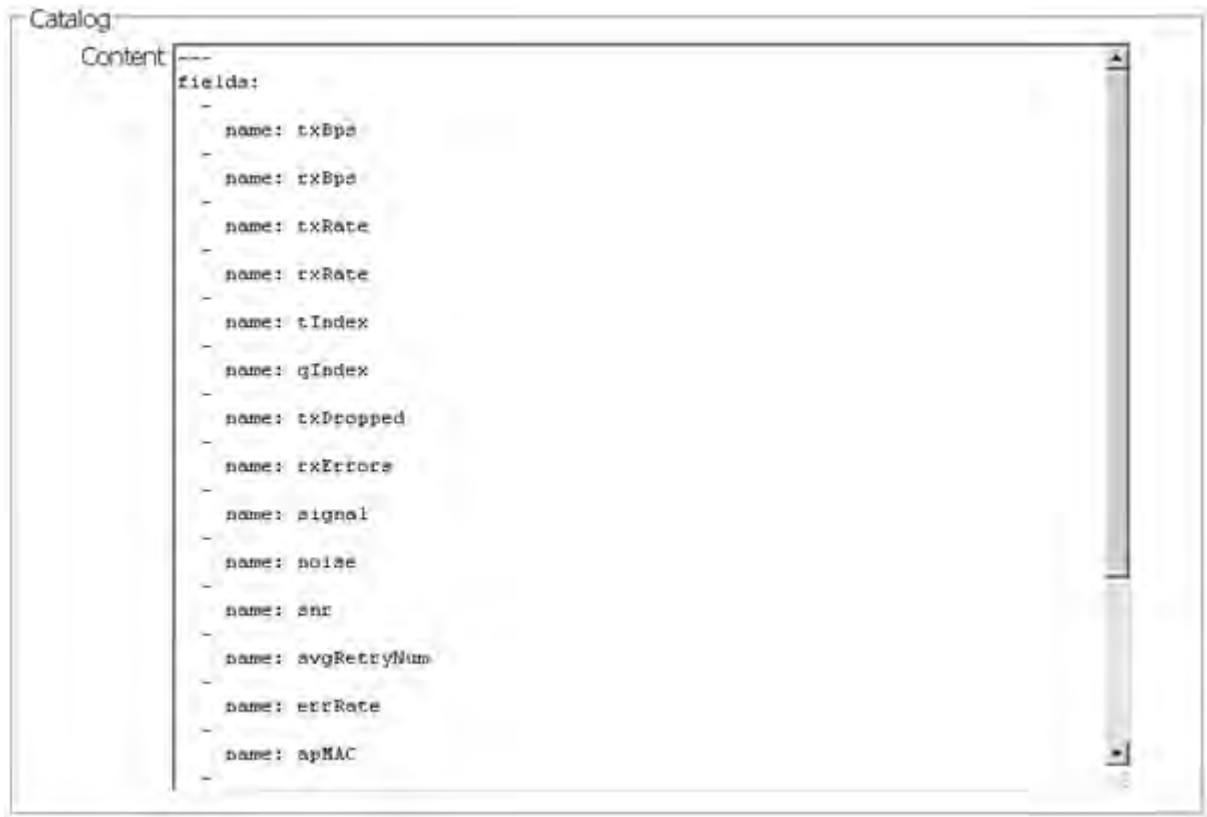 Catalog
Content
---
fields:
-
name: txBps
-
name: rxBps
-
name: txRate
-
name: rxRate
-
name: tIndex
-
name: qIndex
-
name: txDropped
-
name: rxErrors
-
name: signal
-
name: noise
-
name: snr
-
name: avgRetryNum
-
name: errRate
-
name: apMAC
-